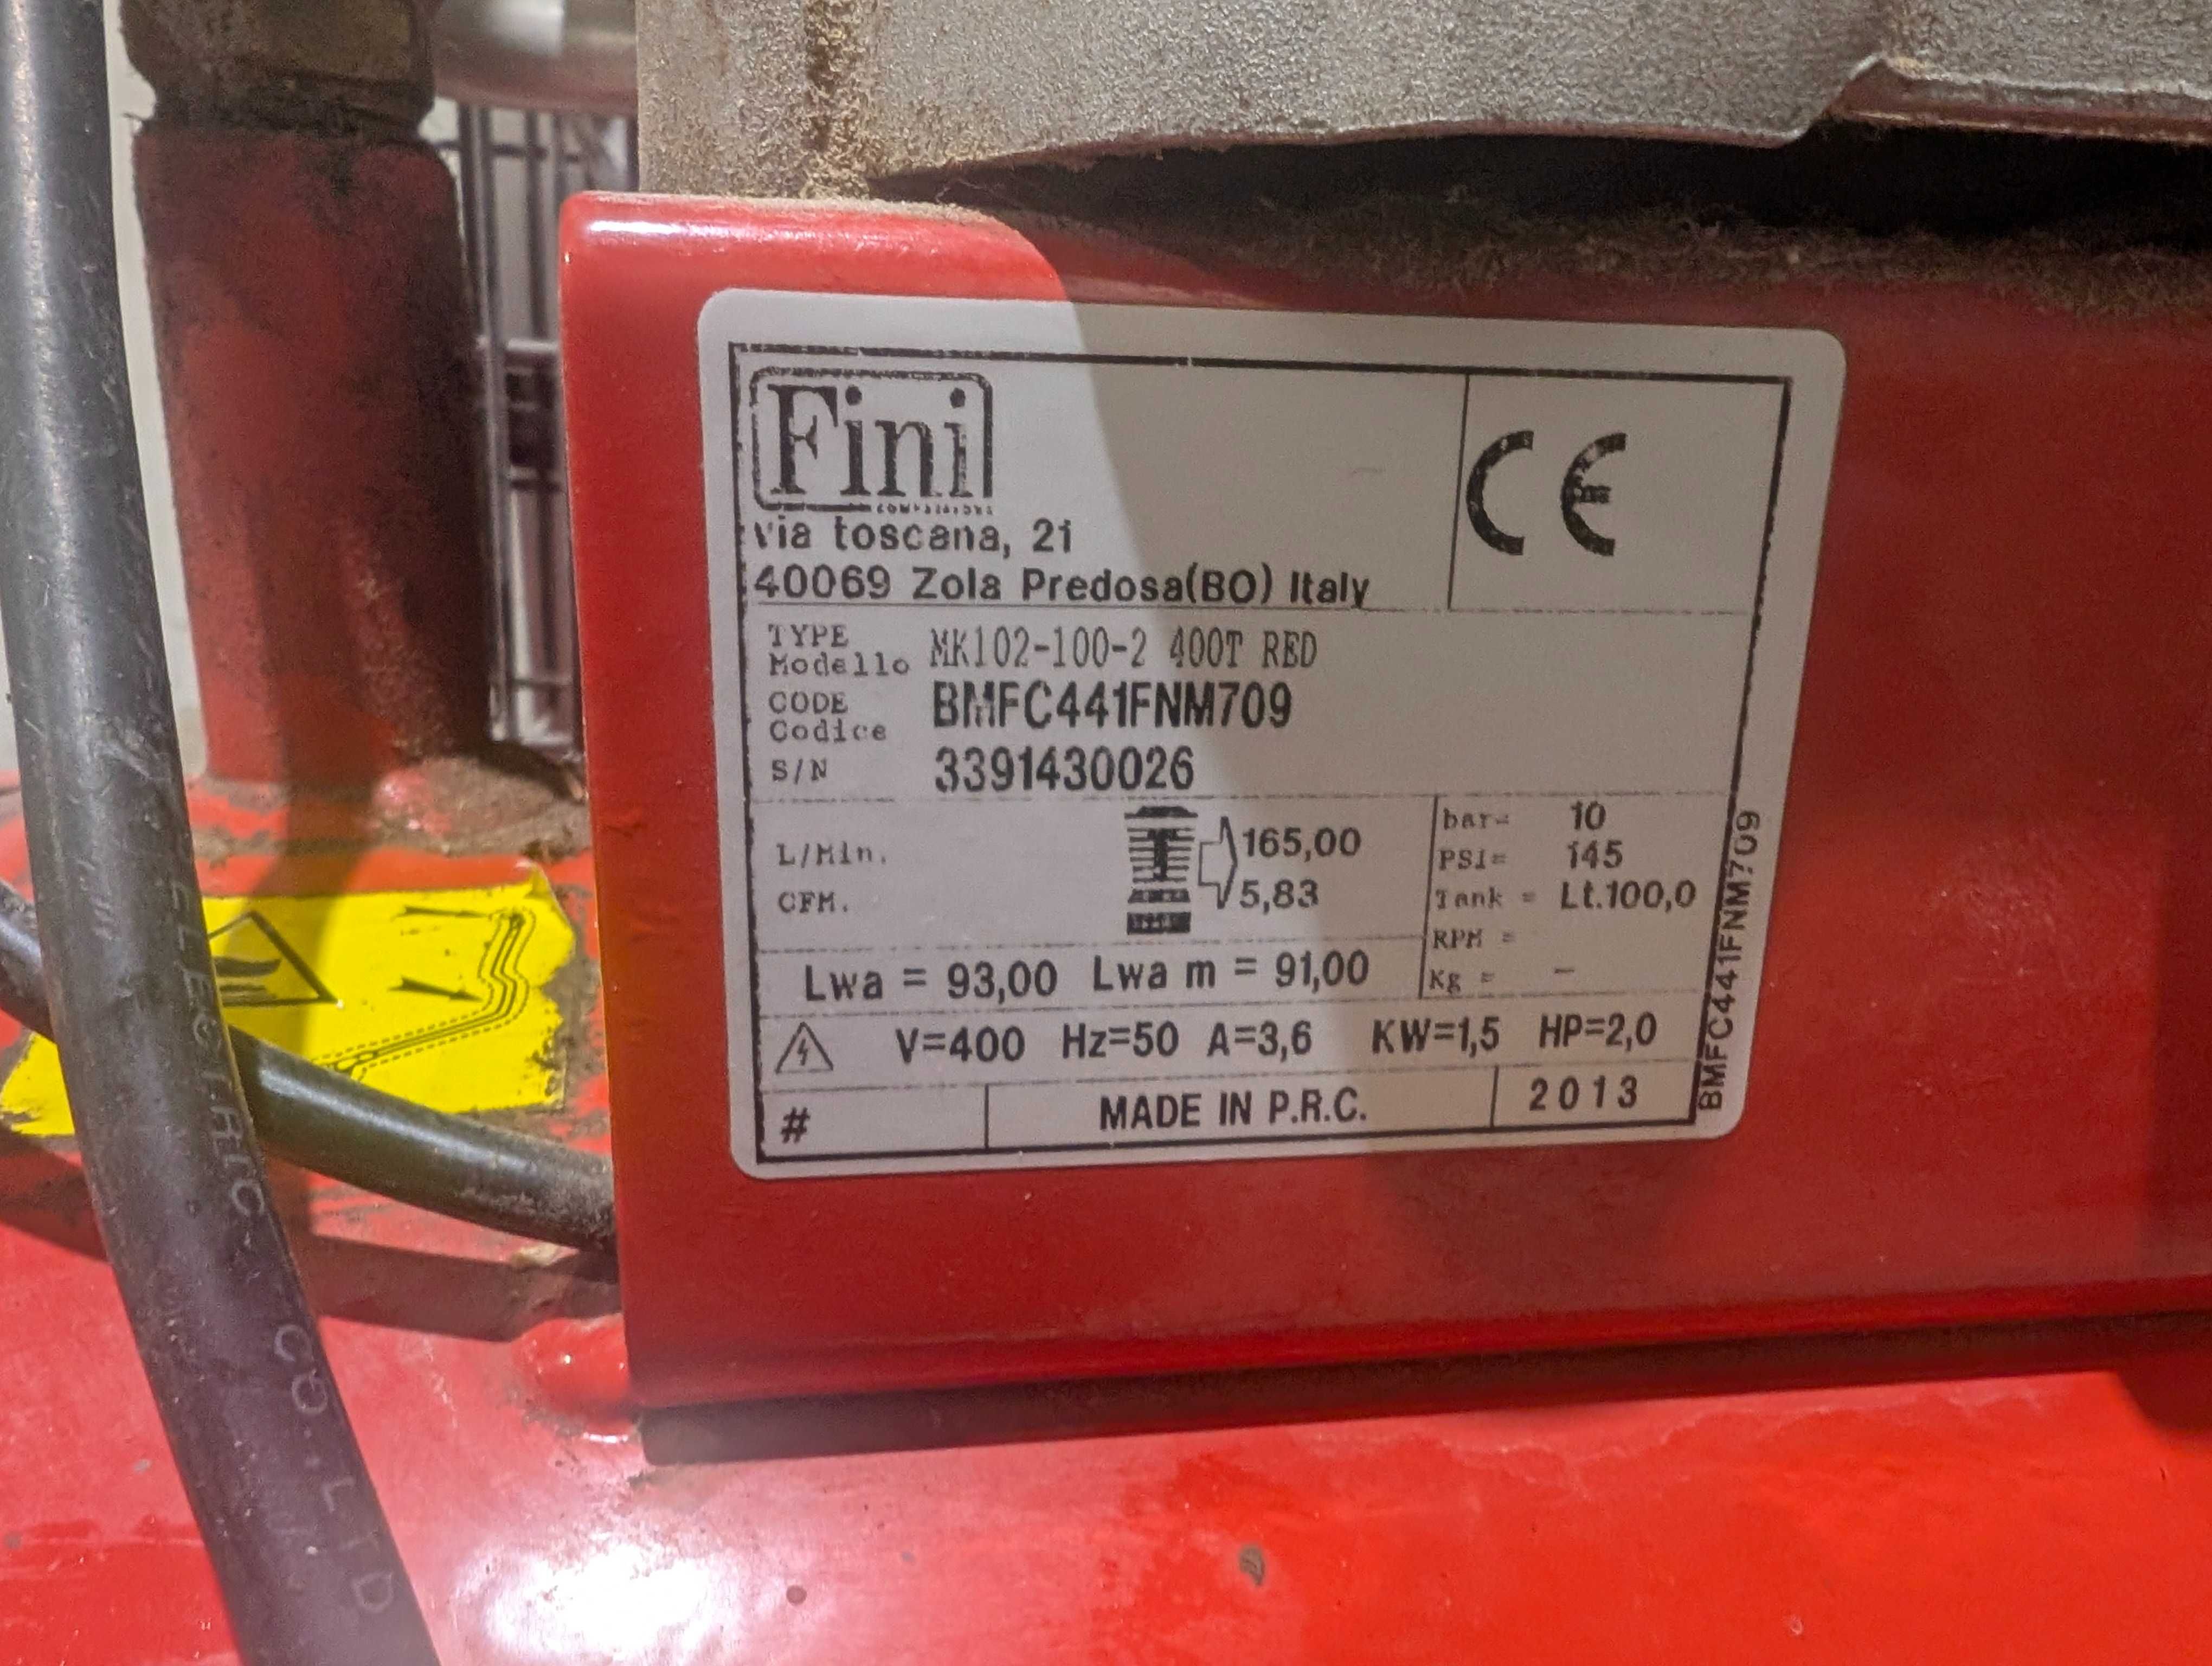 Fini
COMPRESSORS
via toscana, 21
40069 Zola Predosa(BO) Italy
CE
TYPE
Modello MK102-100-2 400T RED
CODE
Codice BMFC441FNM709
S/N 3391430026
L/Min. 165,00
CFM. 5,83
bar= 10
PSI= 145
Tank = Lt.100,0
RPM =
Kg = -
Lwa = 93,00 Lwa m = 91,00
V=400 Hz=50 A=3,6 KW=1,5 HP=2,0
# MADE IN P.R.C. 2013
BMFC441FNM709
ELECTARC CO.LTD